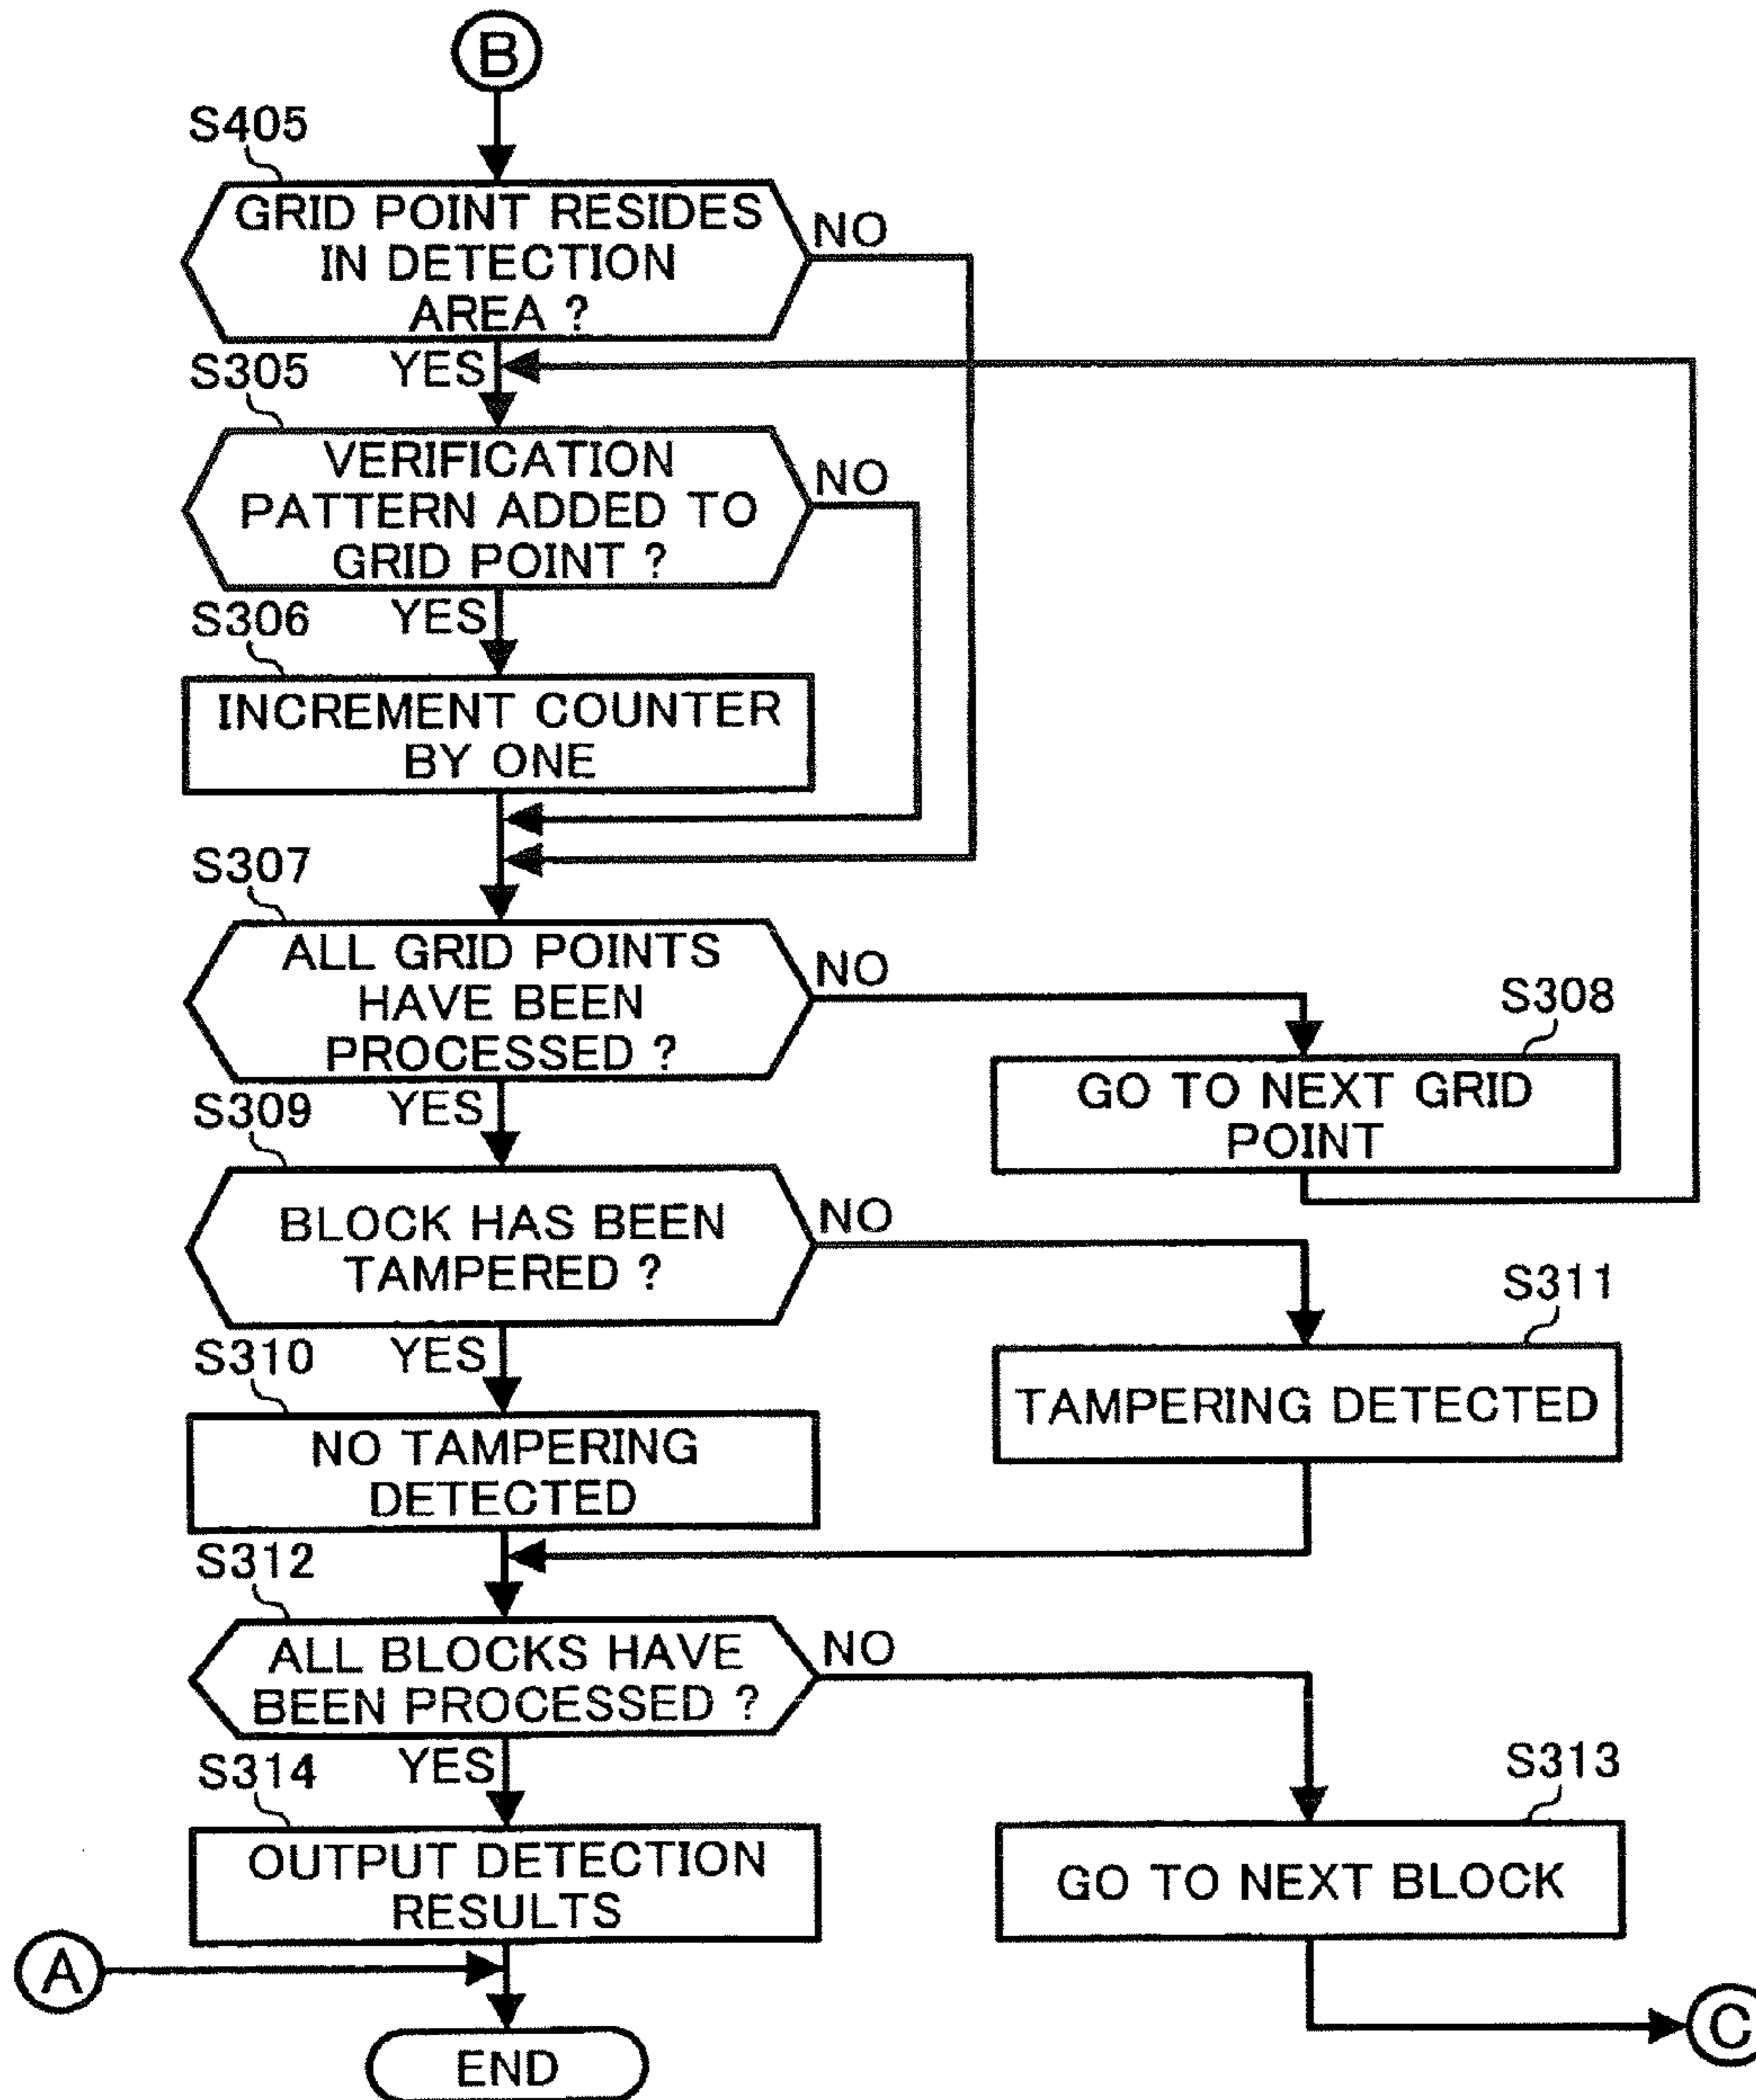 B
S405
GRID POINT RESIDES
IN DETECTION
AREA ?
NO
YES
S305
VERIFICATION
PATTERN ADDED TO
GRID POINT ?
NO
YES
S306
INCREMENT COUNTER
BY ONE
S307
ALL GRID POINTS
HAVE BEEN
PROCESSED ?
NO
S308
GO TO NEXT GRID
POINT
YES
S309
BLOCK HAS BEEN
TAMPERED ?
NO
S311
TAMPERING DETECTED
YES
S310
NO TAMPERING
DETECTED
S312
ALL BLOCKS HAVE
BEEN PROCESSED ?
NO
S313
GO TO NEXT BLOCK
YES
S314
OUTPUT DETECTION
RESULTS
A
C
END